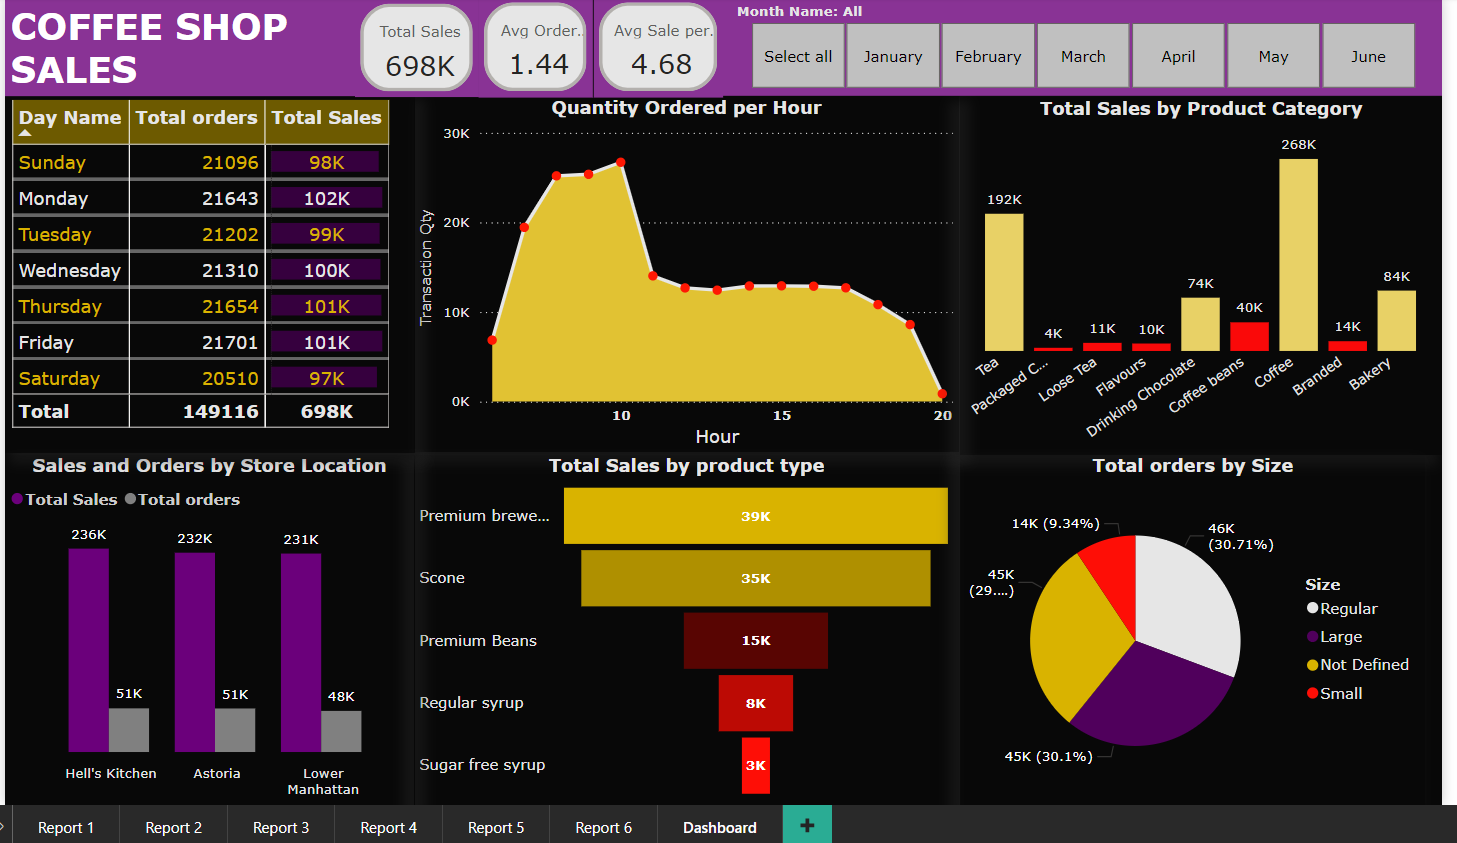 COFFEE SHOP
SALES
Total Sales
698K
Avg Order..
1.44
Avg Sale per..
4.68
Month Name: All
Select all
January
February
March
April
May
June
Day Name Total orders Total Sales
Sunday 21096 98K
Monday 21643 102K
Tuesday 21202 99K
Wednesday 21310 100K
Thursday 21654 101K
Friday 21701 101K
Saturday 20510 97K
Total 149116 698K
Quantity Ordered per Hour
Transaction Qty
30K
20K
10K
0K
10 15 20
Hour
Total Sales by Product Category
192K
4K
11K
10K
74K
40K
268K
14K
84K
Tea
Packaged C...
Loose Tea
Flavours
Drinking Chocolate
Coffee beans
Coffee
Branded
Bakery
Sales and Orders by Store Location
Total Sales Total orders
236K
51K
232K
51K
231K
48K
Hell's Kitchen
Astoria
Lower
Manhattan
Total Sales by product type
Premium brewe... 39K
Scone 35K
Premium Beans 15K
Regular syrup 8K
Sugar free syrup 3K
Total orders by Size
14K (9.34%)
46K
(30.71%)
45K
(29....)
45K (30.1%)
Size
Regular
Large
Not Defined
Small
Report 1
Report 2
Report 3
Report 4
Report 5
Report 6
Dashboard
+